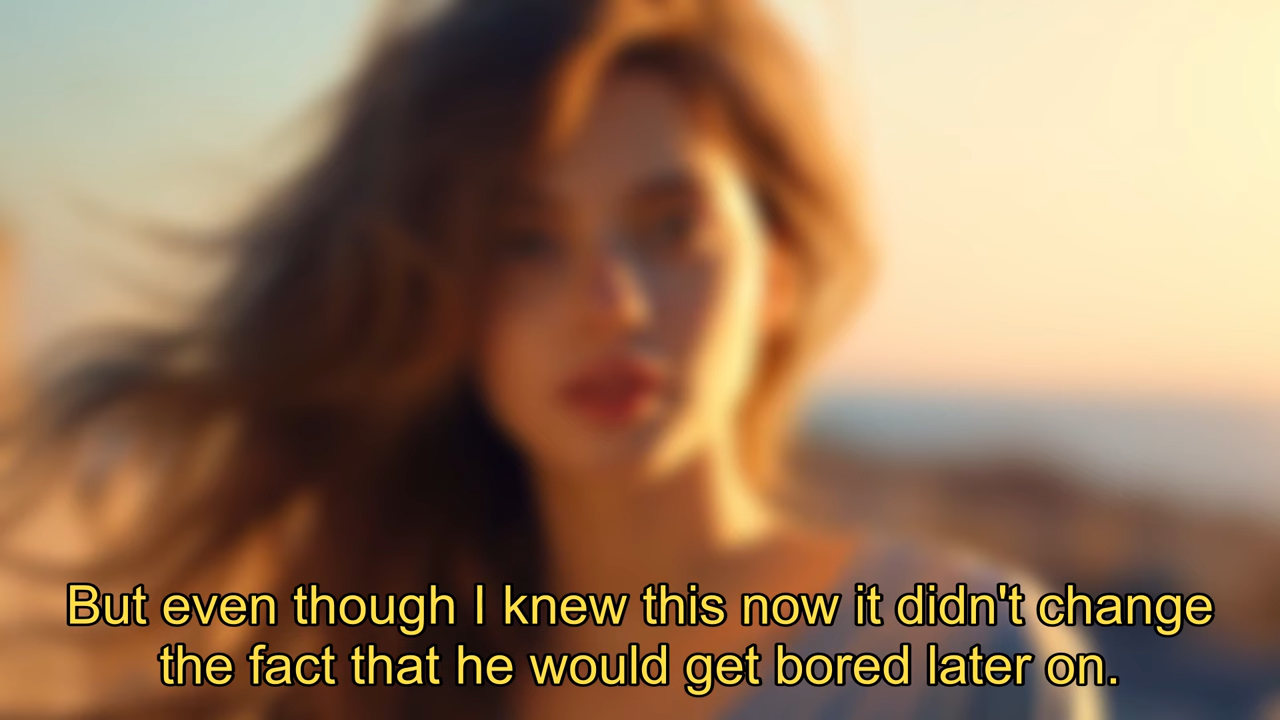 But even though I knew this now it didn't change
the fact that he would get bored later on.